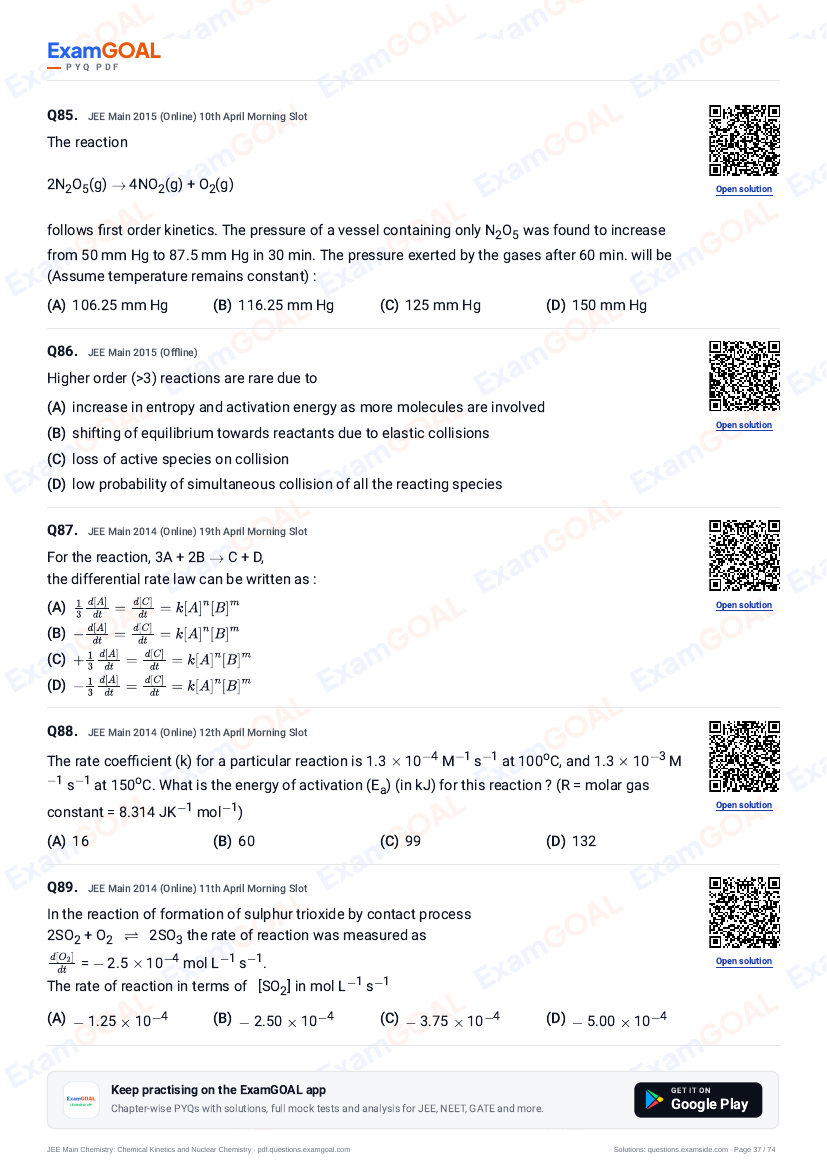 ExamGOAL
PYQ PDF
Q85. JEE Main 2015 (Online) 10th April Morning Slot
The reaction
2N₂O₅(g) → 4NO₂(g) + O₂(g)
follows first order kinetics. The pressure of a vessel containing only N₂O₅ was found to increase
from 50 mm Hg to 87.5 mm Hg in 30 min. The pressure exerted by the gases after 60 min. will be
(Assume temperature remains constant) :
(A) 106.25 mm Hg (B) 116.25 mm Hg (C) 125 mm Hg (D) 150 mm Hg
Open solution
Q86. JEE Main 2015 (Offline)
Higher order (>3) reactions are rare due to
(A) increase in entropy and activation energy as more molecules are involved
(B) shifting of equilibrium towards reactants due to elastic collisions
(C) loss of active species on collision
(D) low probability of simultaneous collision of all the reacting species
Open solution
Q87. JEE Main 2014 (Online) 19th April Morning Slot
For the reaction, 3A + 2B → C + D,
the differential rate law can be written as :
(A) $\frac{1}{3}\frac{d[A]}{dt} = \frac{d[C]}{dt} = k[A]^n[B]^m$
(B) $-\frac{d[A]}{dt} = \frac{d[C]}{dt} = k[A]^n[B]^m$
(C) $+\frac{1}{3}\frac{d[A]}{dt} = \frac{d[C]}{dt} = k[A]^n[B]^m$
(D) $-\frac{1}{3}\frac{d[A]}{dt} = \frac{d[C]}{dt} = k[A]^n[B]^m$
Open solution
Q88. JEE Main 2014 (Online) 12th April Morning Slot
The rate coefficient (k) for a particular reaction is 1.3 × 10⁻⁴ M⁻¹ s⁻¹ at 100°C, and 1.3 × 10⁻³ M
⁻¹ s⁻¹ at 150°C. What is the energy of activation (Eₐ) (in kJ) for this reaction ? (R = molar gas
constant = 8.314 JK⁻¹ mol⁻¹)
(A) 16 (B) 60 (C) 99 (D) 132
Open solution
Q89. JEE Main 2014 (Online) 11th April Morning Slot
In the reaction of formation of sulphur trioxide by contact process
2SO₂ + O₂ ⇌ 2SO₃ the rate of reaction was measured as
$\frac{d[O_2]}{dt}$ = − 2.5 × 10⁻⁴ mol L⁻¹ s⁻¹.
The rate of reaction in terms of [SO₂] in mol L⁻¹ s⁻¹
(A) − 1.25 × 10⁻⁴ (B) − 2.50 × 10⁻⁴ (C) − 3.75 × 10⁻⁴ (D) − 5.00 × 10⁻⁴
Open solution
ExamGOAL
Keep practising on the ExamGOAL app
Chapter-wise PYQs with solutions, full mock tests and analysis for JEE, NEET, GATE and more.
GET IT ON
Google Play
JEE Main Chemistry: Chemical Kinetics and Nuclear Chemistry · pdf.questions.examgoal.com
Solutions: questions.examside.com · Page 37 / 74